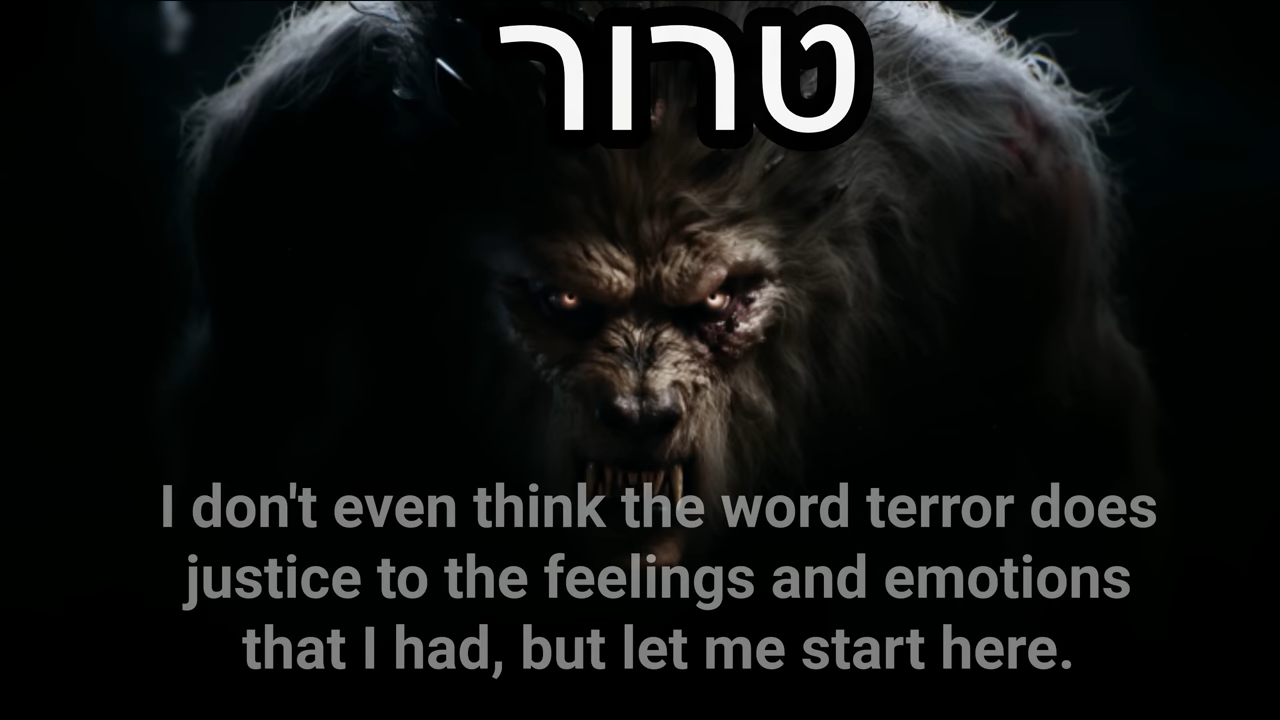 טרור
I don't even think the word terror does
justice to the feelings and emotions
that I had, but let me start here.